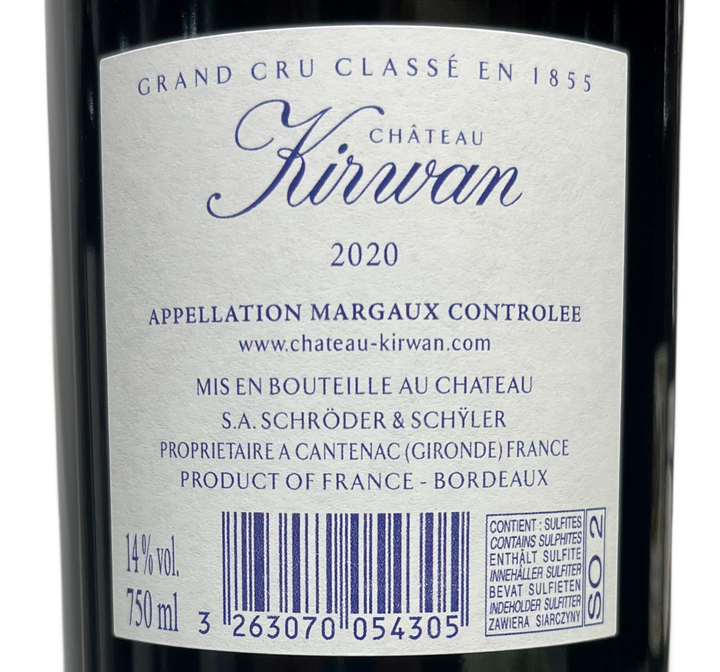 GRAND CRU CLASSÉ EN 1855
CHÂTEAU
Kirwan
2020
APPELLATION MARGAUX CONTROLEE
www.chateau-kirwan.com
MIS EN BOUTEILLE AU CHATEAU
S.A. SCHRÖDER & SCHŸLER
PROPRIETAIRE A CANTENAC (GIRONDE) FRANCE
PRODUCT OF FRANCE - BORDEAUX
14% vol.
750 ml
3 263070 054305
CONTIENT : SULFITES
CONTAINS SULPHITES
ENTHÄLT SULFITE
INNEHÅLLER SULFITER
BEVAT SULFIETEN
INDEHOLDER SULFITTER
ZAWIERA SIARCZYNY
SO 2